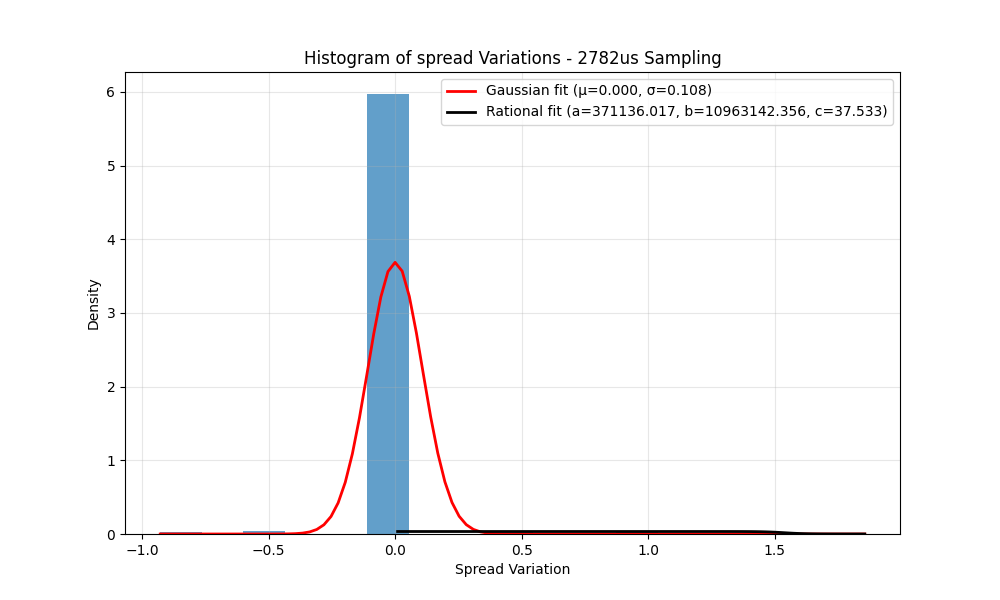 Histogram of spread Variations - 2782us Sampling
Gaussian fit (μ=0.000, σ=0.108)
Rational fit (a=371136.017, b=10963142.356, c=37.533)
Density
6
5
4
3
2
1
0
−1.0 −0.5 0.0 0.5 1.0 1.5
Spread Variation